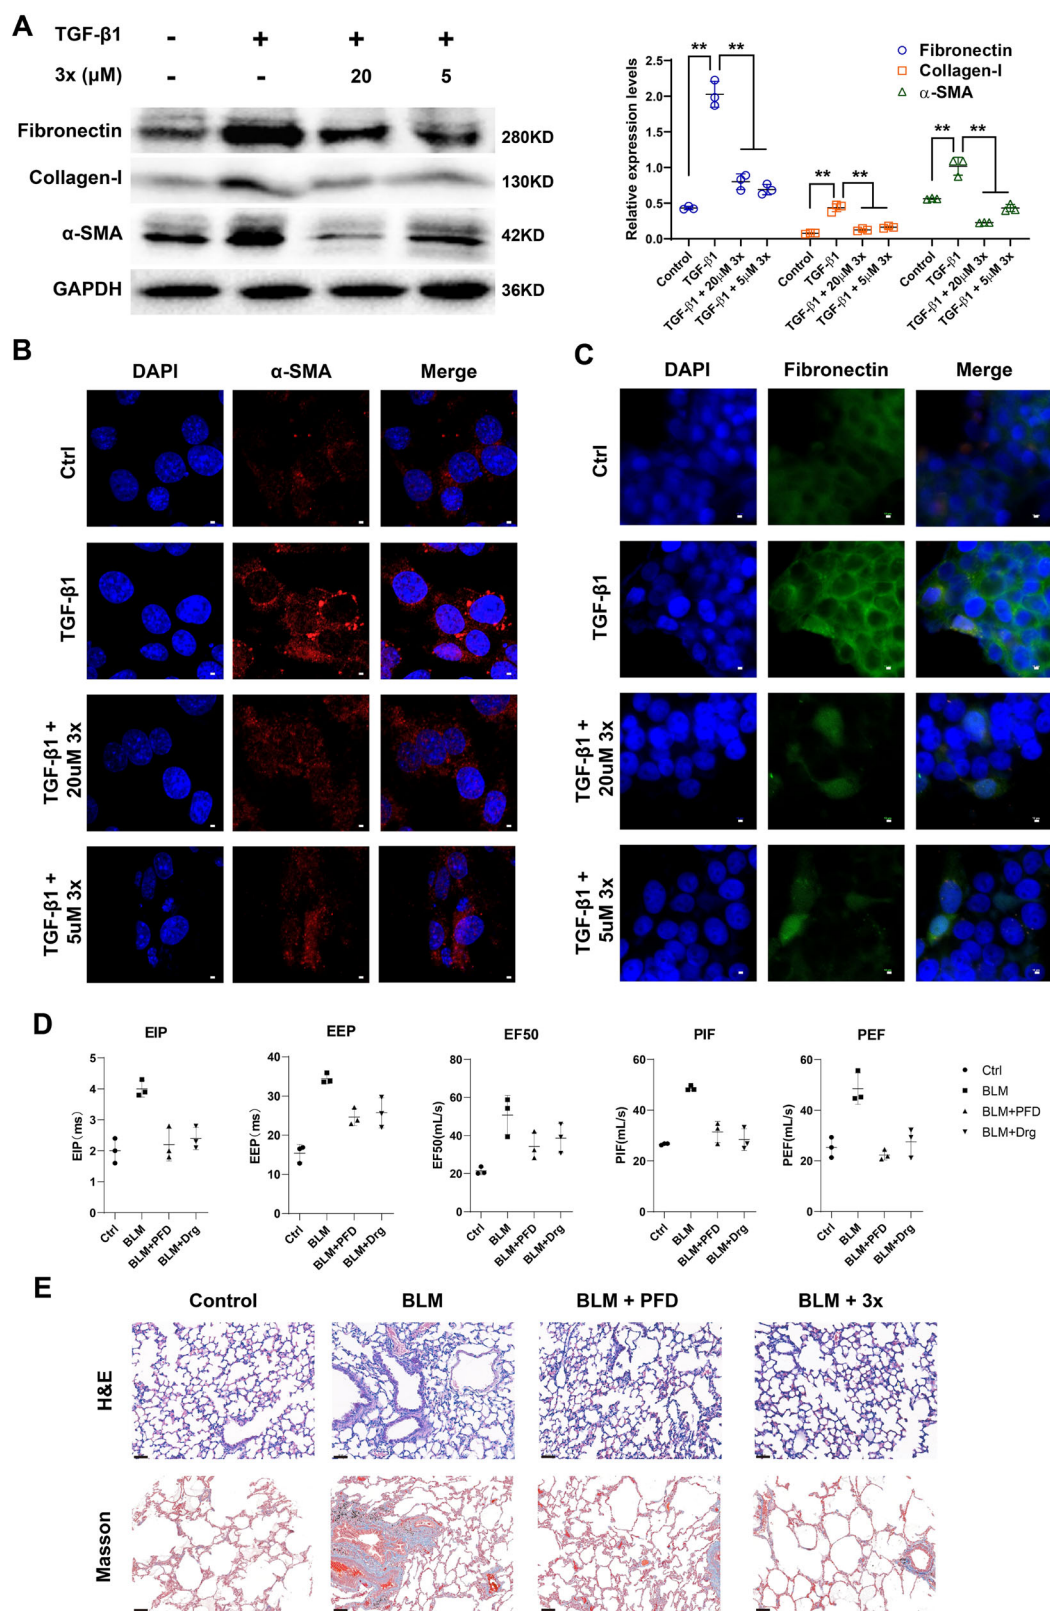 A
TGF-β1 - + + +
3x (μM) - - 20 5
Fibronectin 280KD
Collagen-I 130KD
α-SMA 42KD
GAPDH 36KD
Relative expression levels
2.5
2.0
1.5
1.0
0.5
0.0
** ** ** ** ** **
Fibronectin
Collagen-I
α-SMA
Control
TGF-β1
TGF-β1 + 20μM 3x
TGF-β1 + 5μM 3x
Control
TGF-β1
TGF-β1 + 20μM 3x
TGF-β1 + 5μM 3x
Control
TGF-β1
TGF-β1 + 20μM 3x
TGF-β1 + 5μM 3x
B
DAPI α-SMA Merge
Ctrl
TGF-β1
TGF-β1 +
20uM 3x
TGF-β1 +
5uM 3x
C
DAPI Fibronectin Merge
Ctrl
TGF-β1
TGF-β1 +
20uM 3x
TGF-β1 +
5uM 3x
D
EIP
EIP (ms)
5
4
3
2
1
0
Ctrl
BLM
BLM+PFD
BLM+Drg
EEP
EEP (ms)
40
30
20
10
0
Ctrl
BLM
BLM+PFD
BLM+Drg
EF50
EF50(mL/s)
60
40
20
0
Ctrl
BLM
BLM+PFD
BLM+Drg
PIF
PIF(mL/s)
60
40
20
0
Ctrl
BLM
BLM+PFD
BLM+Drg
PEF
PEF(mL/s)
60
40
20
0
Ctrl
BLM
BLM+PFD
BLM+Drg
Ctrl
BLM
BLM+PFD
BLM+Drg
E
Control BLM BLM + PFD BLM + 3x
H&E
Masson